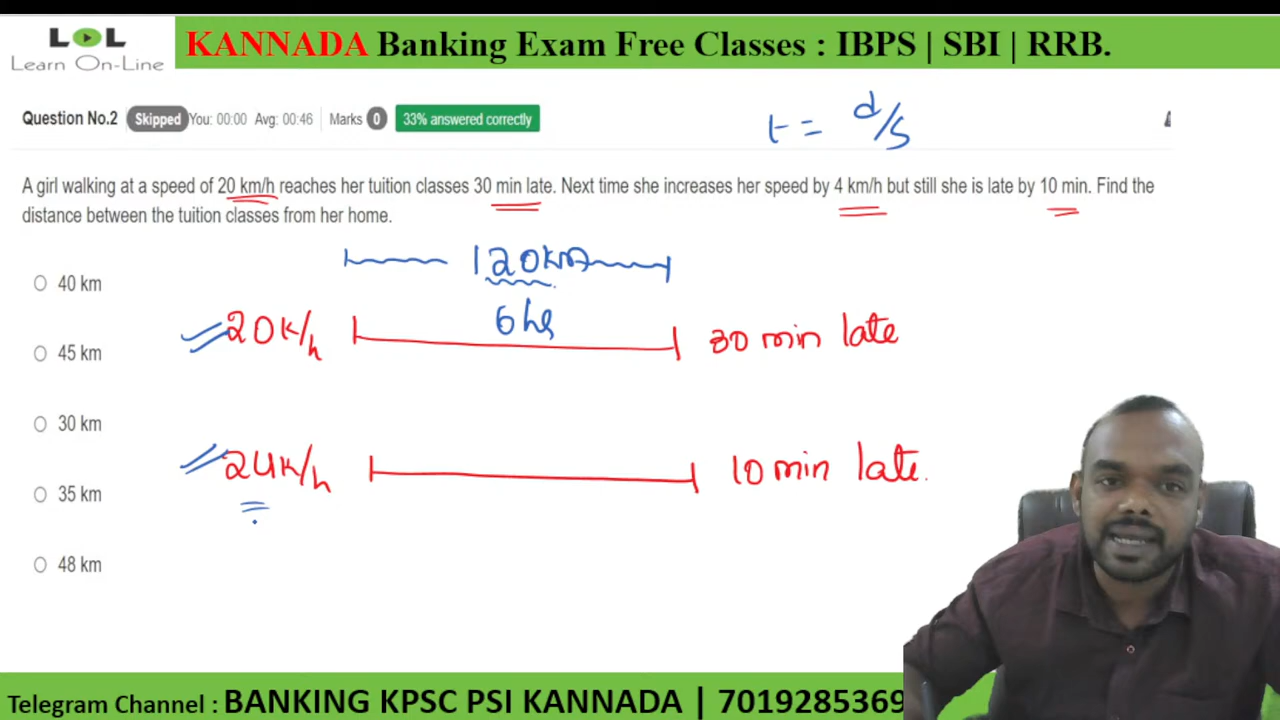 LOL
Learn On-Line
KANNADA Banking Exam Free Classes : IBPS | SBI | RRB.
Question No.2 Skipped You: 00:00 Avg: 00:46 Marks 0 33% answered correctly
t = d/s
A girl walking at a speed of 20 km/h reaches her tuition classes 30 min late. Next time she increases her speed by 4 km/h but still she is late by 10 min. Find the
distance between the tuition classes from her home.
120km
40 km
6 hs
20K/h 30 min late
45 km
30 km
24K/h 10 min late.
35 km
48 km
Telegram Channel : BANKING KPSC PSI KANNADA | 7019285369